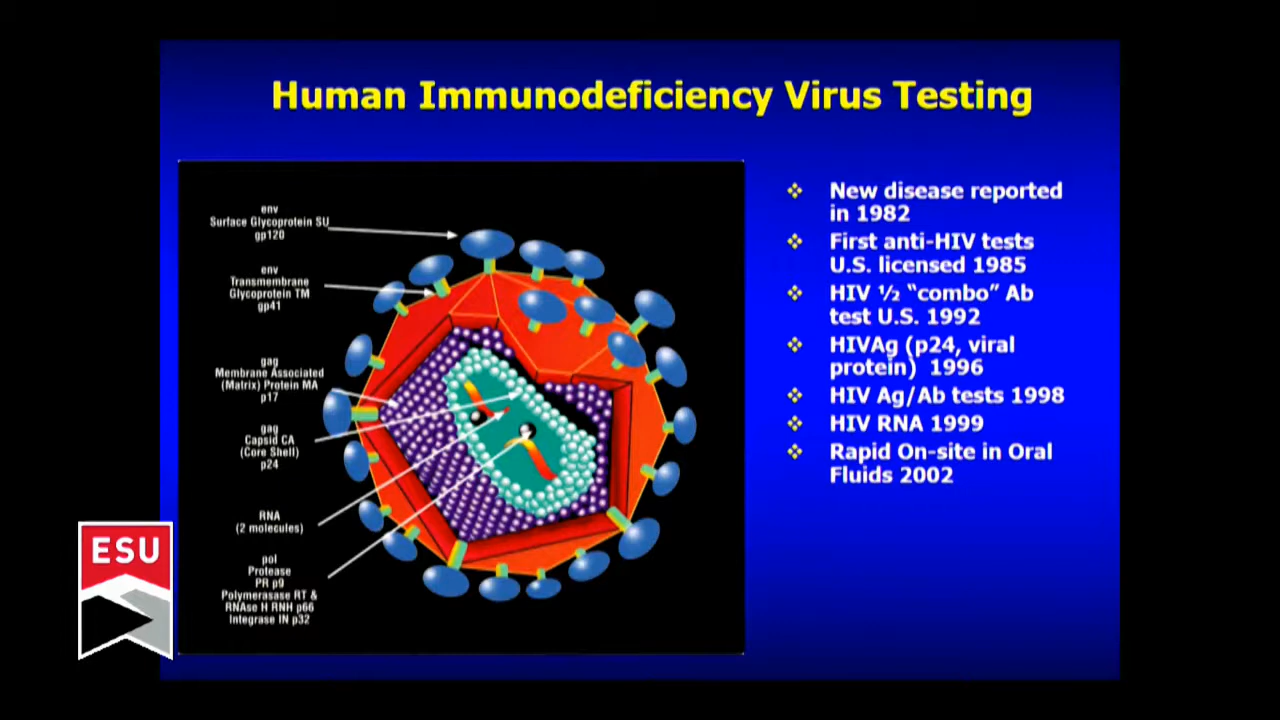 Human Immunodeficiency Virus Testing
env
Surface Glycoprotein SU
gp120
env
Transmembrane
Glycoprotein TM
gp41
gag
Membrane Associated
(Matrix) Protein MA
p17
gag
Capsid CA
(Core Shell)
p24
RNA
(2 molecules)
pol
Protease
PR p9
Polymerasase RT &
RNAse H RNH p66
Integrase IN p32
New disease reported
in 1982
First anti-HIV tests
U.S. licensed 1985
HIV ½ “combo” Ab
test U.S. 1992
HIVAg (p24, viral
protein) 1996
HIV Ag/Ab tests 1998
HIV RNA 1999
Rapid On-site in Oral
Fluids 2002
ESU